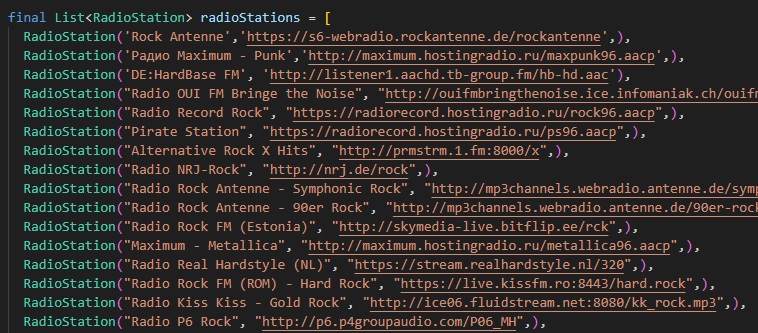 final List<RadioStation> radioStations = [
RadioStation('Rock Antenne','https://s6-webradio.rockantenne.de/rockantenne',),
RadioStation('Радио Maximum - Punk','http://maximum.hostingradio.ru/maxpunk96.aacp',),
RadioStation('DE:HardBase FM', 'http://listener1.aachd.tb-group.fm/hb-hd.aac'),
RadioStation("Radio OUI FM Bringe the Noise", "http://ouifmbringthenoise.ice.infomaniak.ch/ouifm
RadioStation("Radio Record Rock", "https://radiorecord.hostingradio.ru/rock96.aacp",),
RadioStation("Pirate Station", "https://radiorecord.hostingradio.ru/ps96.aacp",),
RadioStation("Alternative Rock X Hits", "http://prmstrm.1.fm:8000/x",),
RadioStation("Radio NRJ-Rock", "http://nrj.de/rock",),
RadioStation("Radio Rock Antenne - Symphonic Rock", "http://mp3channels.webradio.antenne.de/symp
RadioStation("Radio Rock Antenne - 90er Rock", "http://mp3channels.webradio.antenne.de/90er-rock
RadioStation("Radio Rock FM (Estonia)", "http://skymedia-live.bitflip.ee/rck",),
RadioStation("Maximum - Metallica", "http://maximum.hostingradio.ru/metallica96.aacp",),
RadioStation("Radio Real Hardstyle (NL)", "https://stream.realhardstyle.nl/320",),
RadioStation("Radio Rock FM (ROM) - Hard Rock", "https://live.kissfm.ro:8443/hard.rock",),
RadioStation("Radio Kiss Kiss - Gold Rock", "http://ice06.fluidstream.net:8080/kk_rock.mp3",),
RadioStation("Radio P6 Rock", "http://p6.p4groupaudio.com/P06_MH",),